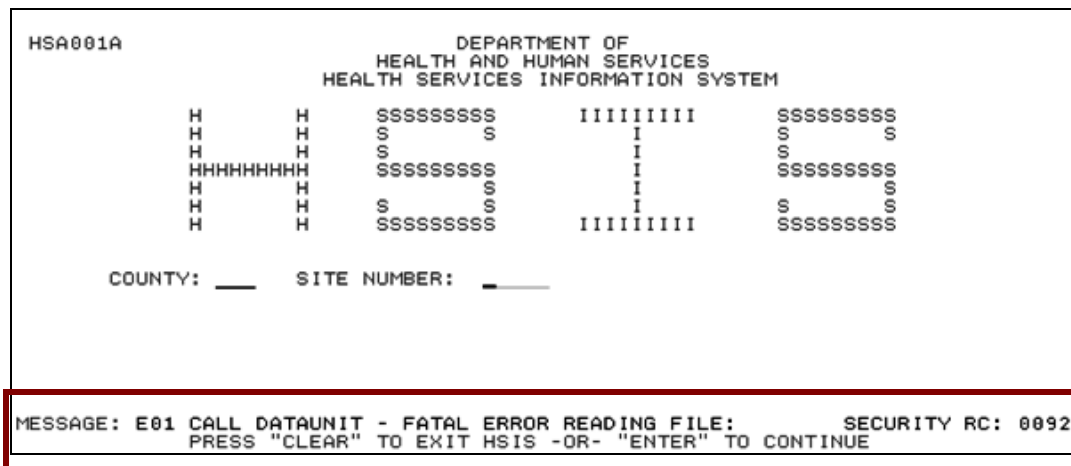 HSA001A DEPARTMENT OF
HEALTH AND HUMAN SERVICES
HEALTH SERVICES INFORMATION SYSTEM
H H SSSSSSSSS IIIIIIIII SSSSSSSSS
H H S S I S S
H H S I S
HHHHHHHHH SSSSSSSSS I SSSSSSSSS
H H S I S
H H S S I S S
H H SSSSSSSSS IIIIIIIII SSSSSSSSS
COUNTY: ___ SITE NUMBER: ______
MESSAGE: E01 CALL DATAUNIT - FATAL ERROR READING FILE: SECURITY RC: 0092
PRESS "CLEAR" TO EXIT HSIS -OR- "ENTER" TO CONTINUE